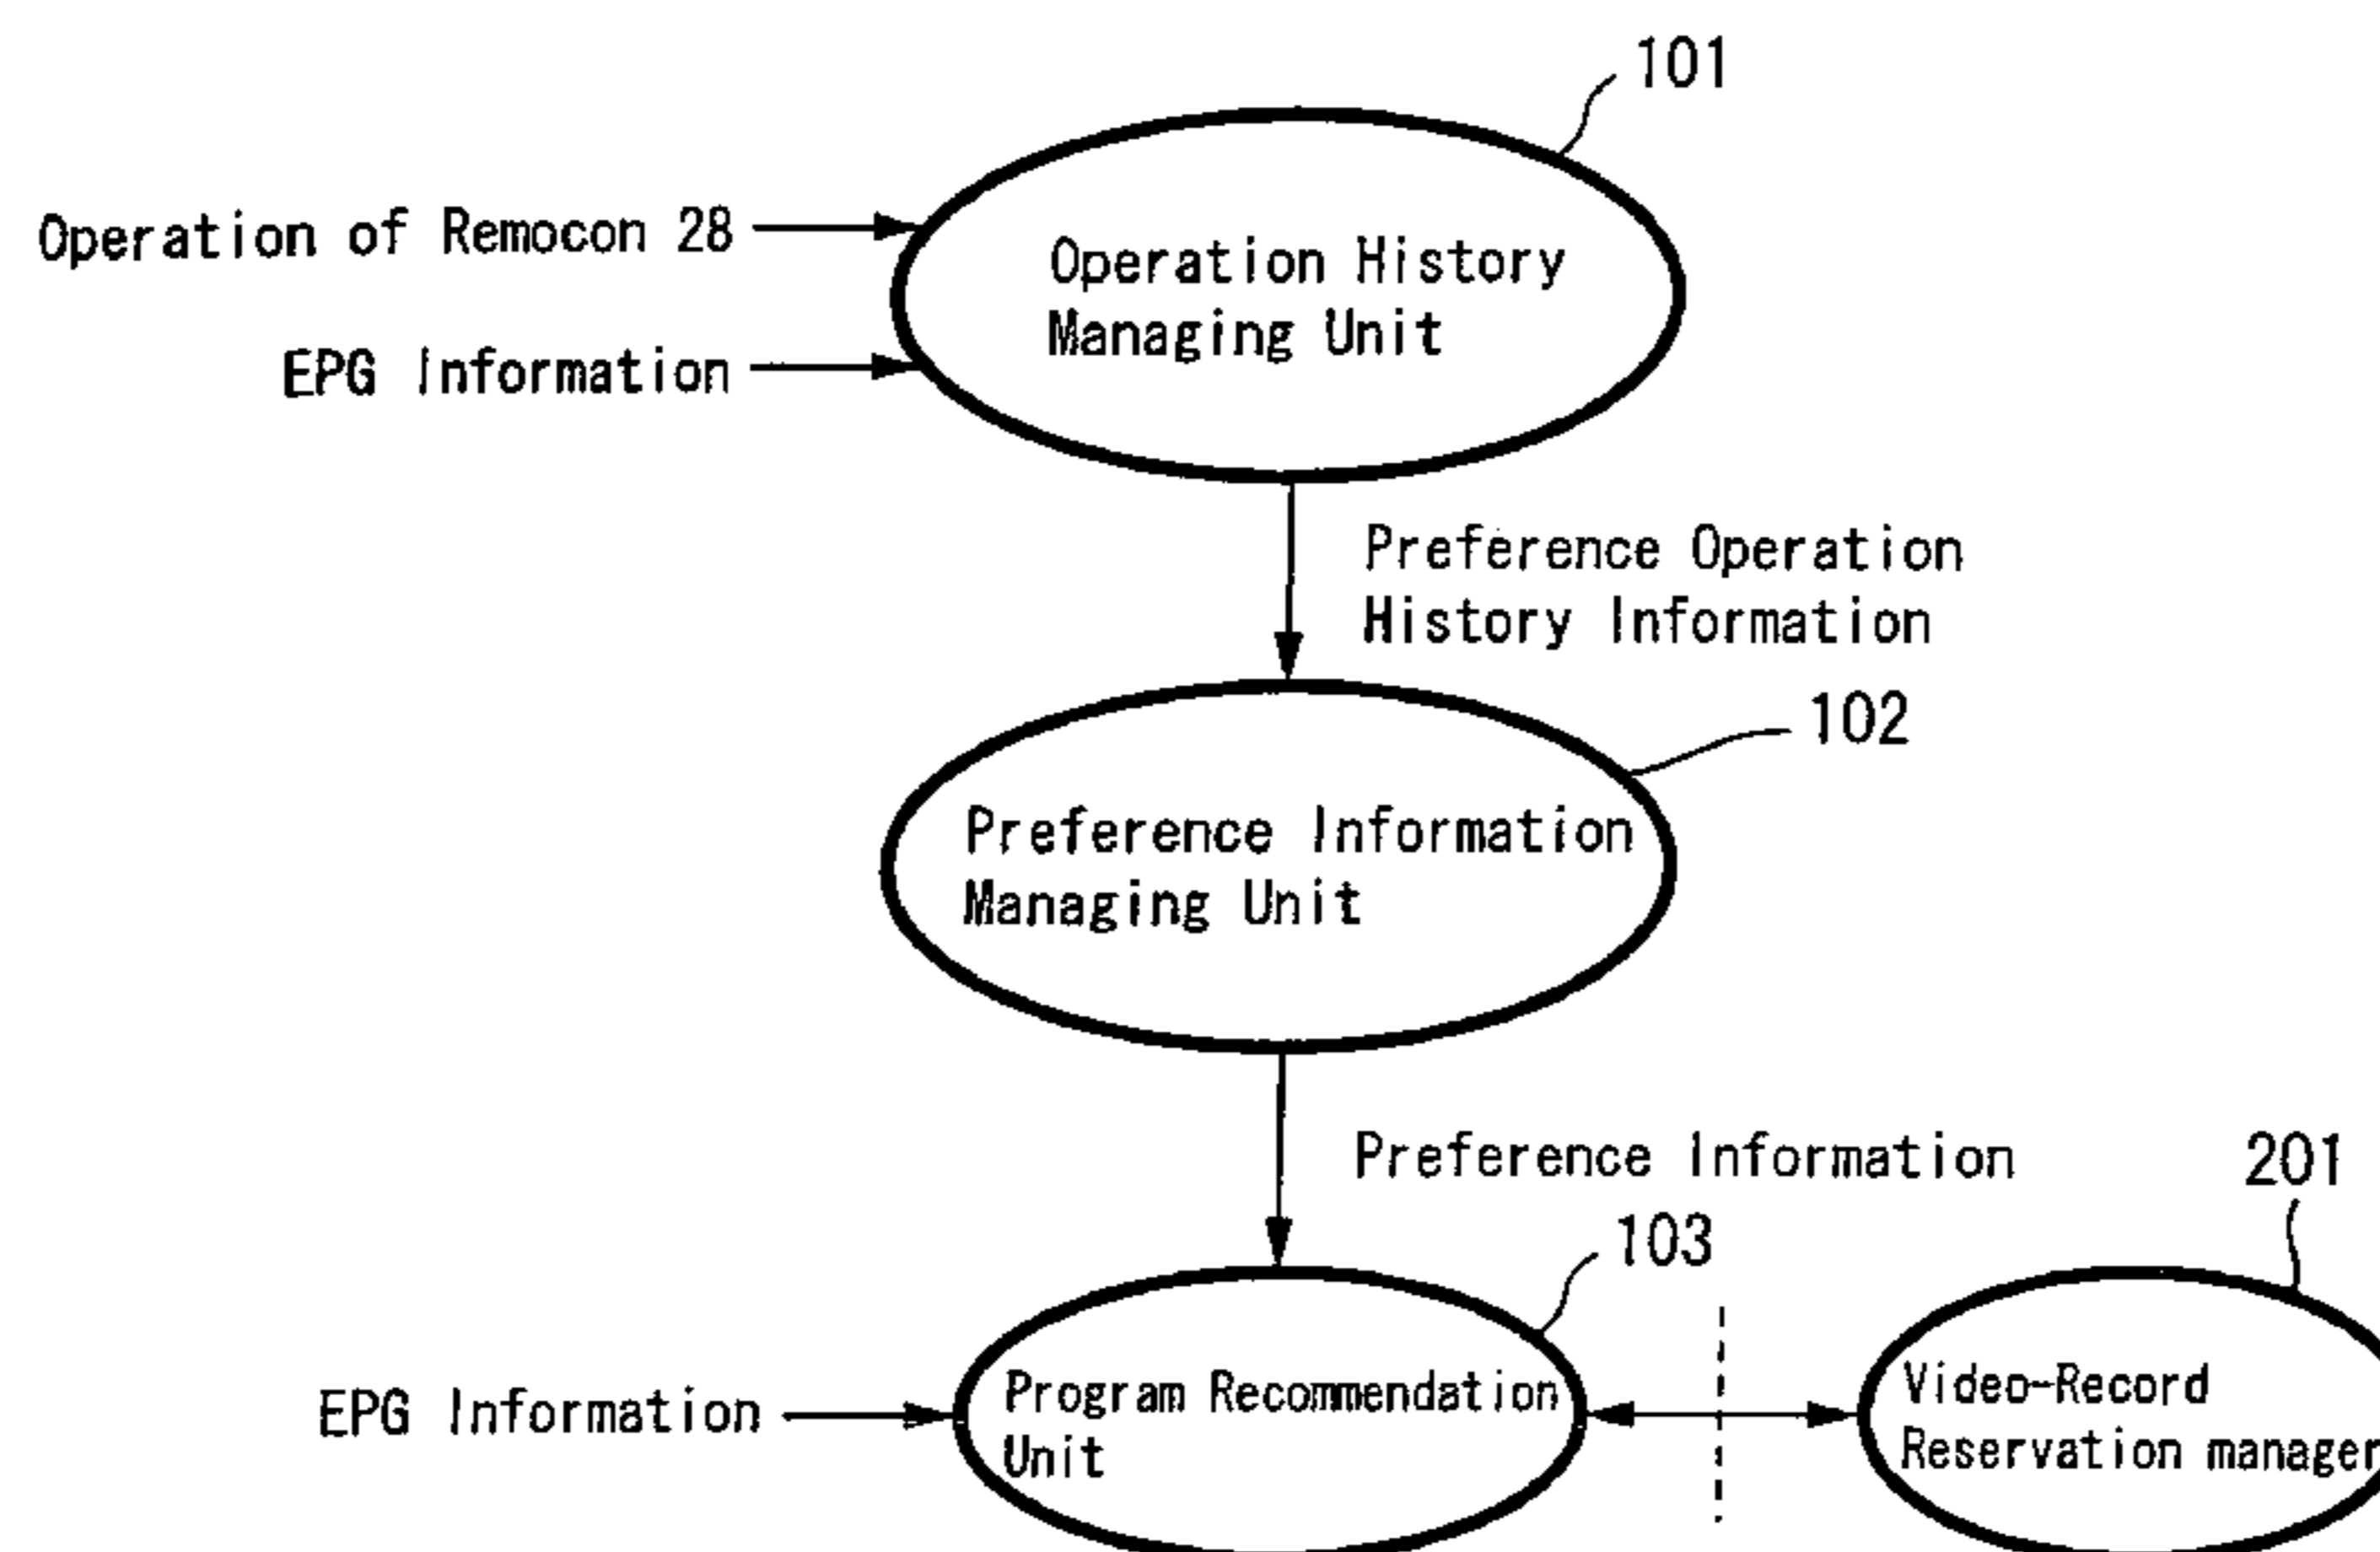 101
Operation of Remocon 28
Operation History
Managing Unit
EPG Information
Preference Operation
History Information
102
Preference Information
Managing Unit
Preference Information
201
103
EPG Information
Program Recommendation
Unit
Video-Record
Reservation manager